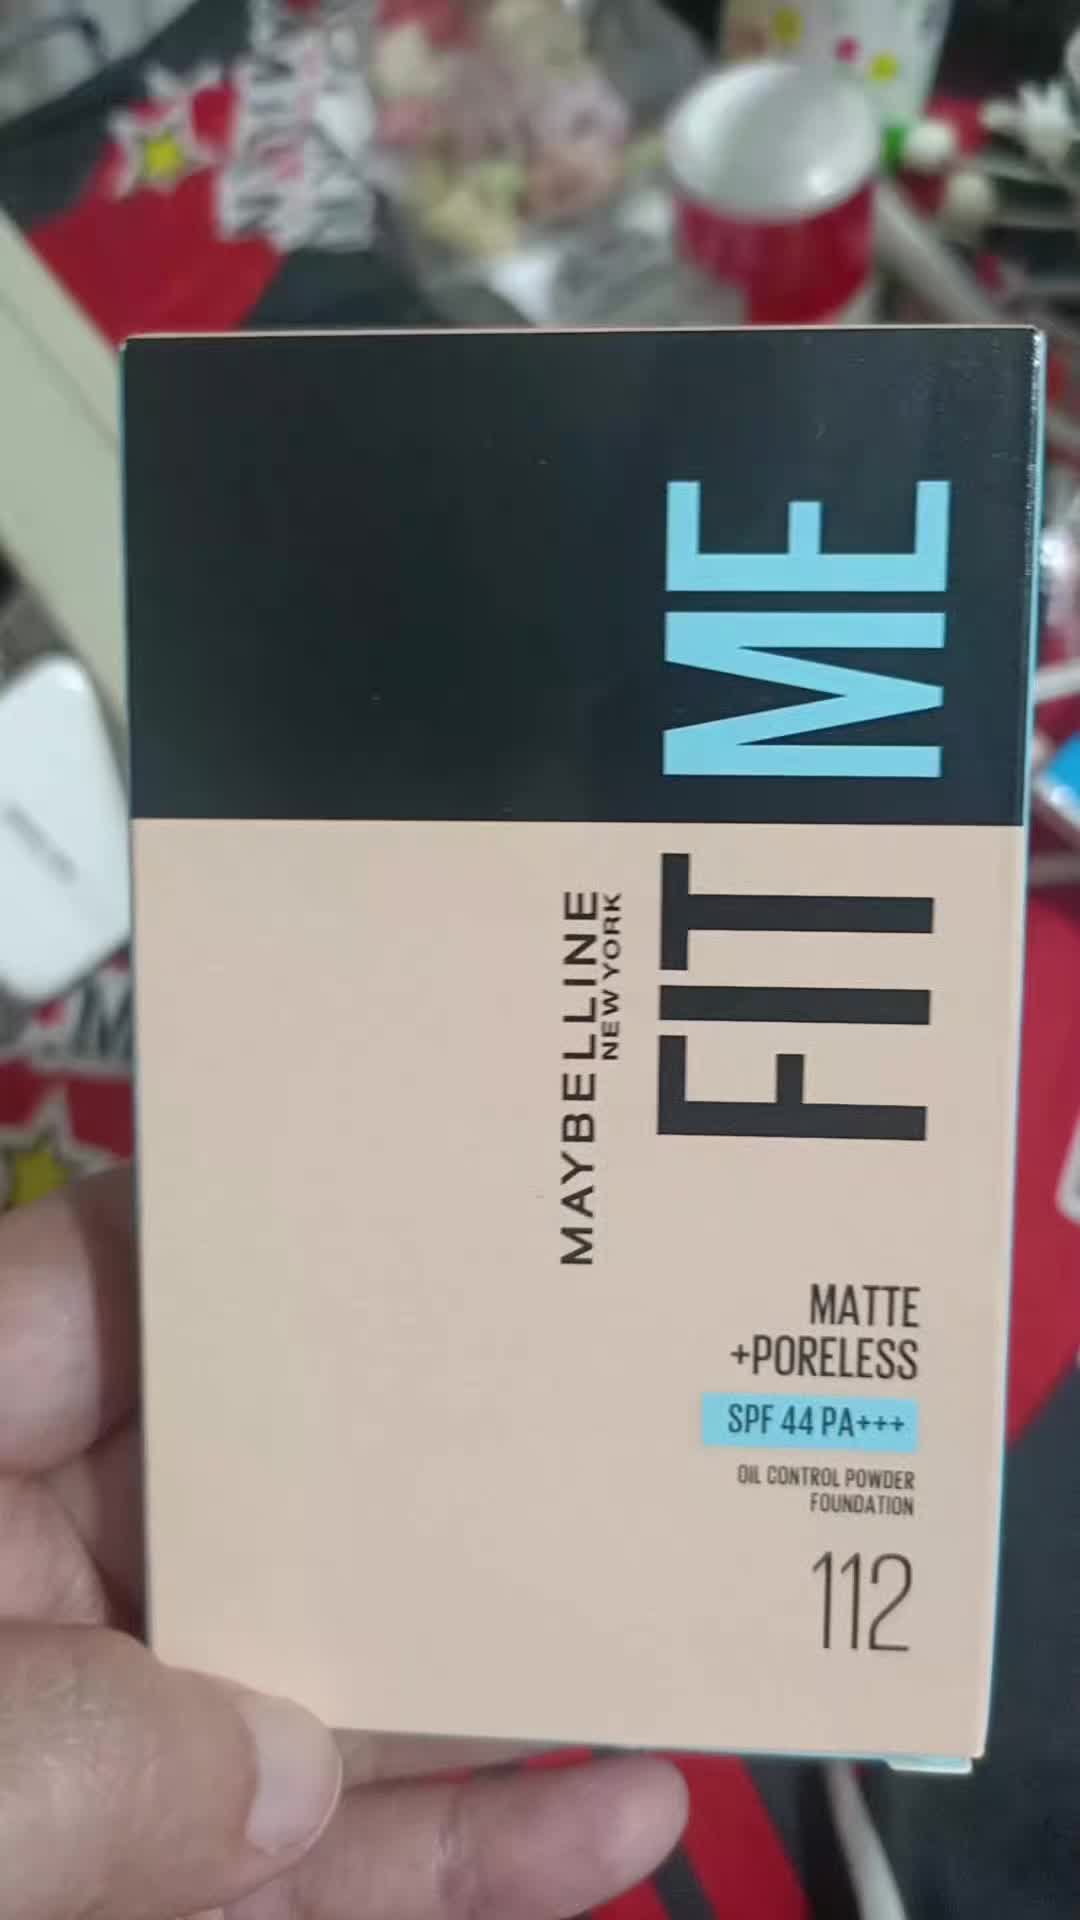 MAYBELLINE
NEW YORK
FIT ME
MATTE
+PORELESS
SPF 44 PA+++
OIL CONTROL POWDER
FOUNDATION
112